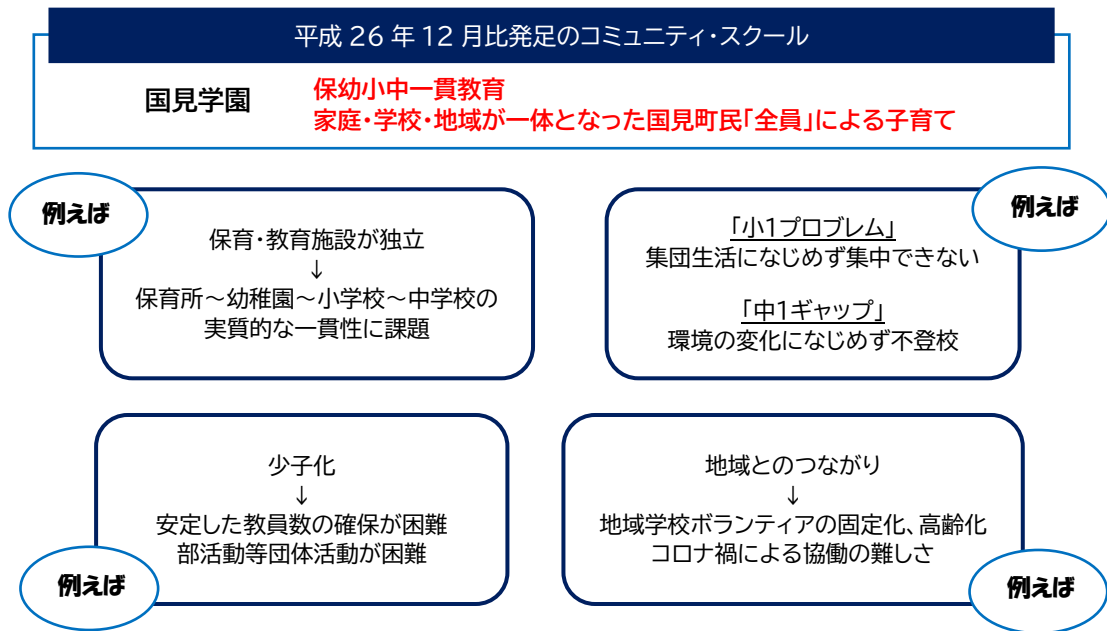 平成 26 年 12 月比発足のコミュニティ・スクール
国見学園
保幼小中一貫教育
家庭・学校・地域が一体となった国見町民「全員」による子育て
例えば
保育・教育施設が独立
↓
保育所～幼稚園～小学校～中学校の
実質的な一貫性に課題
例えば
「小1プロブレム」
集団生活になじめず集中できない
「中1ギャップ」
環境の変化になじめず不登校
少子化
↓
安定した教員数の確保が困難
部活動等団体活動が困難
例えば
地域とのつながり
↓
地域学校ボランティアの固定化、高齢化
コロナ禍による協働の難しさ
例えば